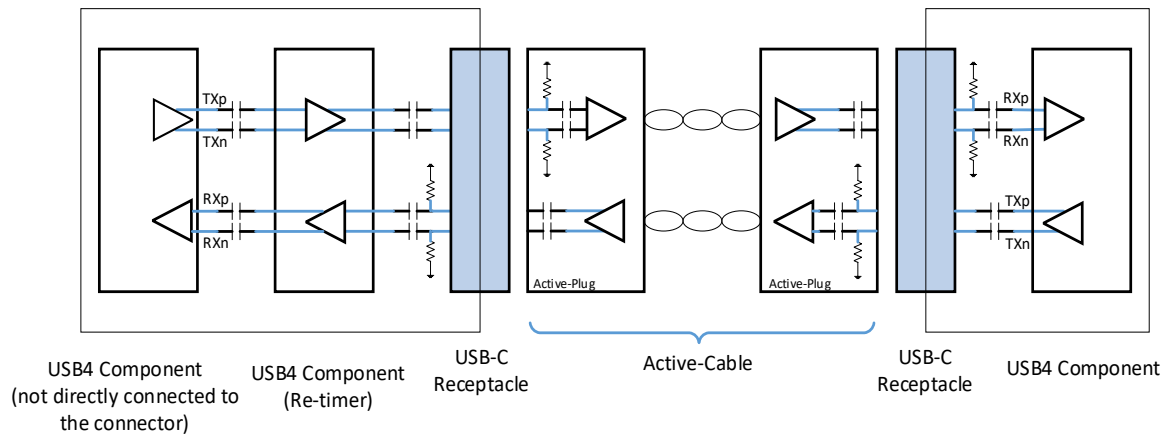 TXp
TXn
RXp
RXn
RXp
RXn
TXp
TXn
Active-Plug
Active-Plug
USB4 Component
(not directly connected to
the connector)
USB4 Component
(Re-timer)
USB-C
Receptacle
Active-Cable
USB-C
Receptacle
USB4 Component